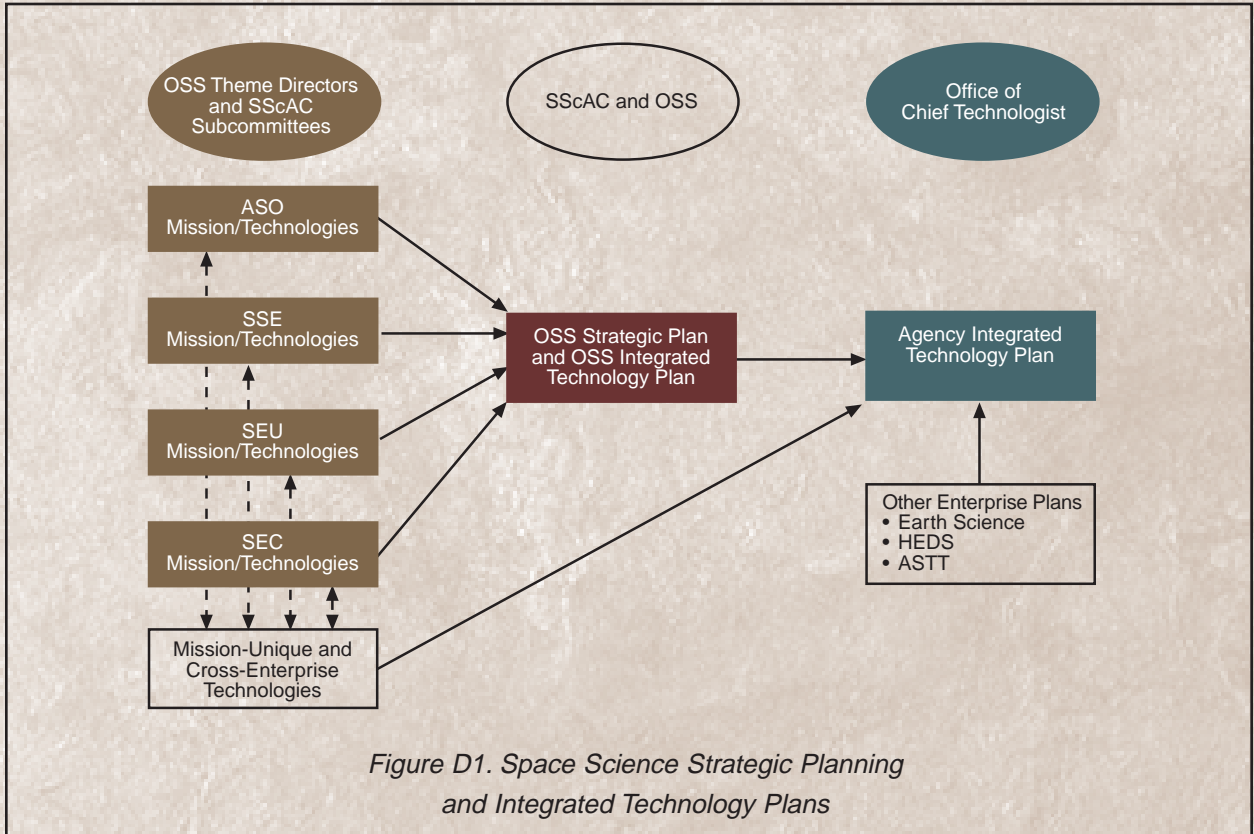 OSS Theme Directors
and SScAC
Subcommittees
SScAC and OSS
Office of
Chief Technologist
ASO
Mission/Technologies
SSE
Mission/Technologies
SEU
Mission/Technologies
SEC
Mission/Technologies
Mission-Unique and
Cross-Enterprise
Technologies
OSS Strategic Plan
and OSS Integrated
Technology Plan
Agency Integrated
Technology Plan
Other Enterprise Plans
• Earth Science
• HEDS
• ASTT
Figure D1. Space Science Strategic Planning
and Integrated Technology Plans